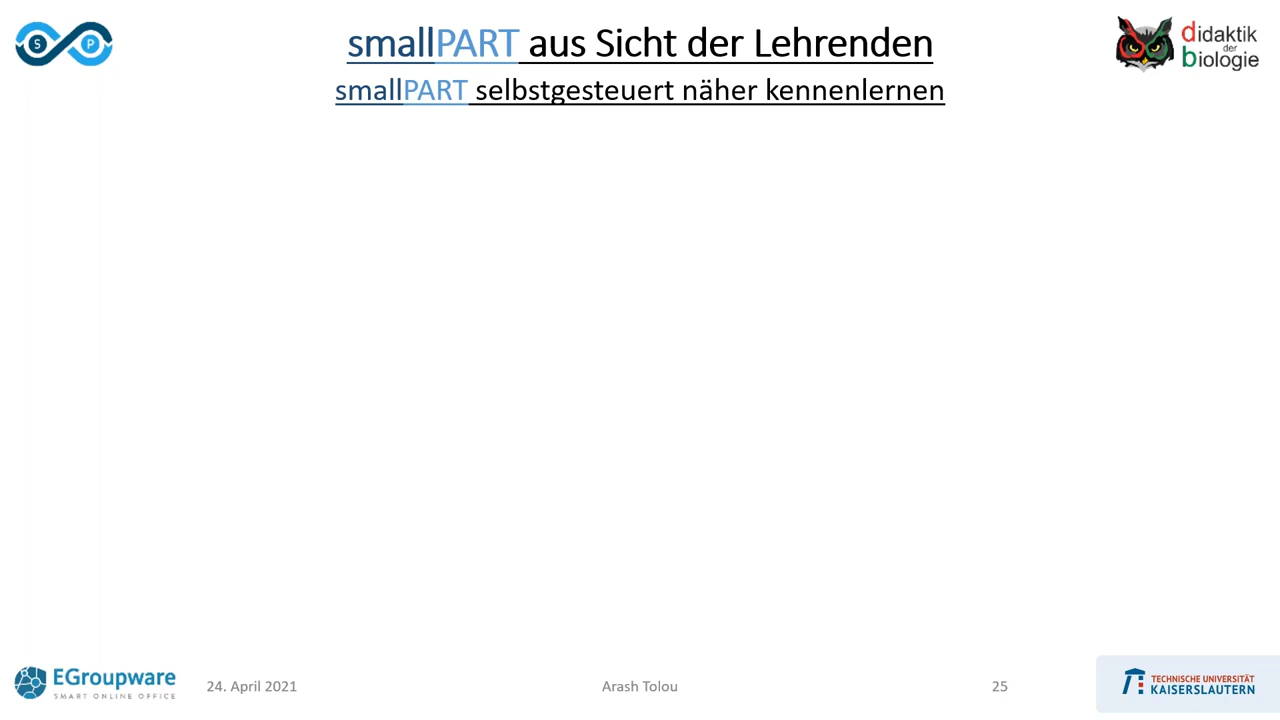 S P
smallPART aus Sicht der Lehrenden
didaktik
der
biologie
smallPART selbstgesteuert näher kennenlernen
EGroupware
SMART ONLINE OFFICE
24. April 2021
Arash Tolou
25
TECHNISCHE UNIVERSITÄT
KAISERSLAUTERN